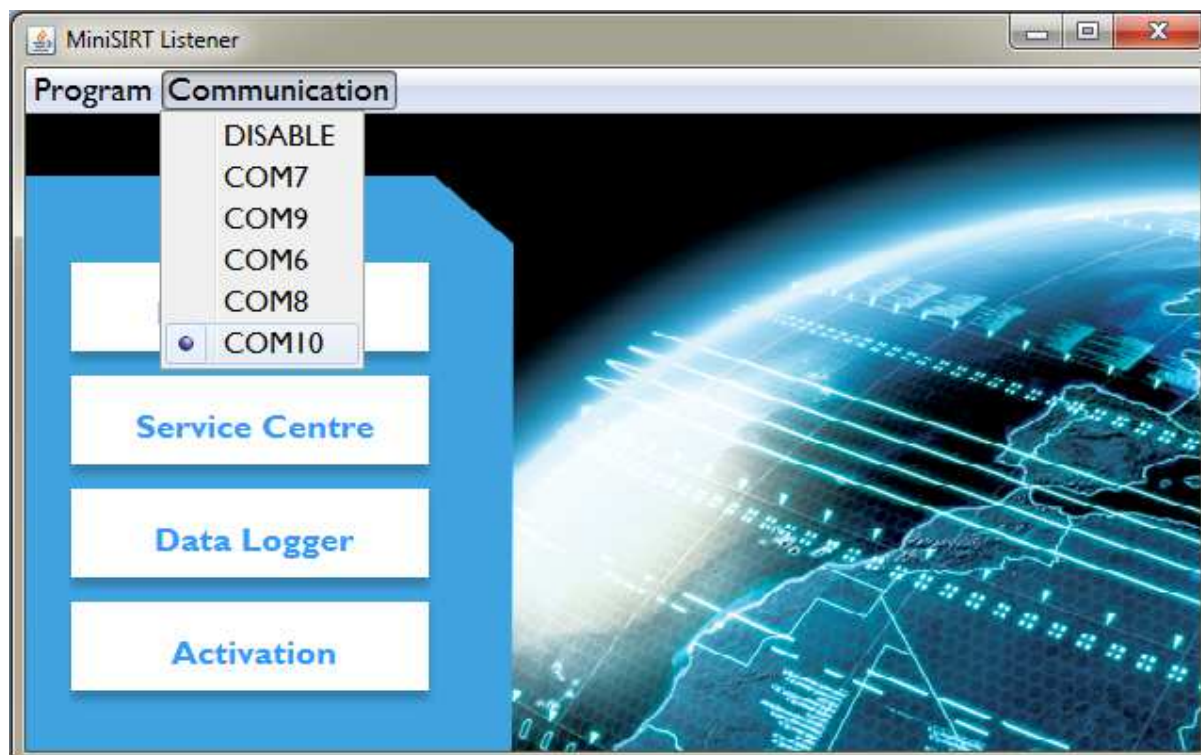 MiniSIRT Listener
Program Communication
DISABLE
COM7
COM9
COM6
COM8
COM10
Service Centre
Data Logger
Activation